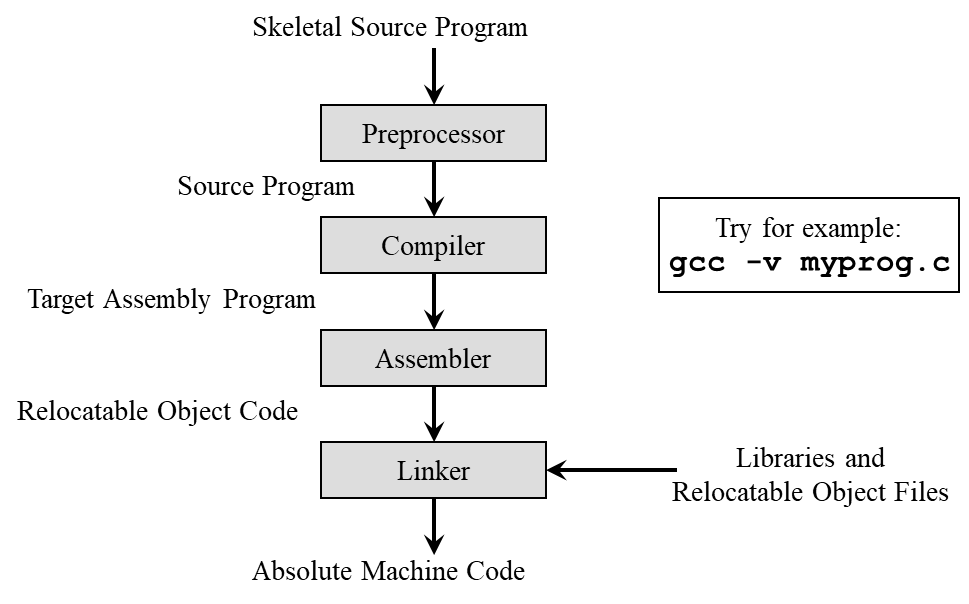 Skeletal Source Program
Preprocessor
Source Program
Compiler
Try for example:
gcc -v myprog.c
Target Assembly Program
Assembler
Relocatable Object Code
Linker
Libraries and
Relocatable Object Files
Absolute Machine Code